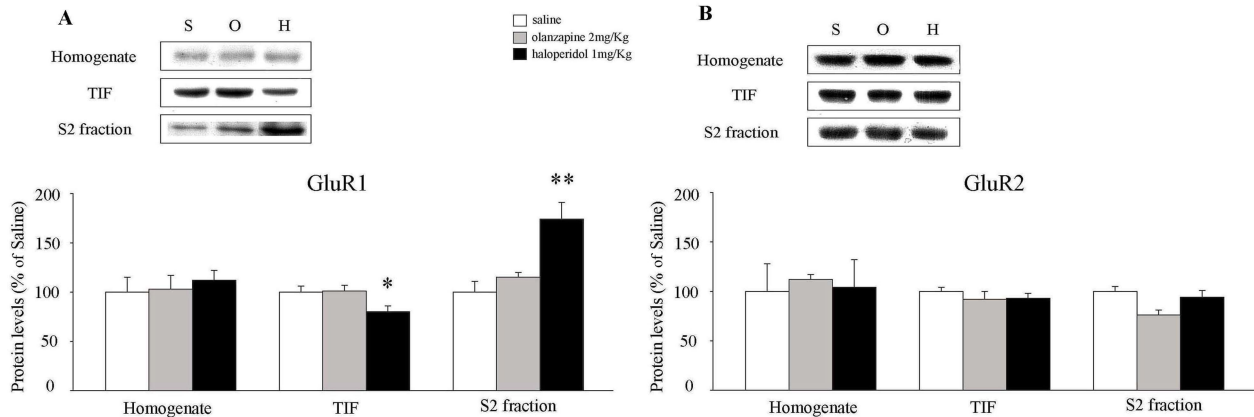 A
S O H
Homogenate
TIF
S2 fraction
saline
olanzapine 2mg/Kg
haloperidol 1mg/Kg
GluR1
Protein levels (% of Saline)
200
150
100
50
0
*
**
Homogenate TIF S2 fraction
B
S O H
Homogenate
TIF
S2 fraction
GluR2
Protein levels (% of Saline)
200
150
100
50
0
Homogenate TIF S2 fraction